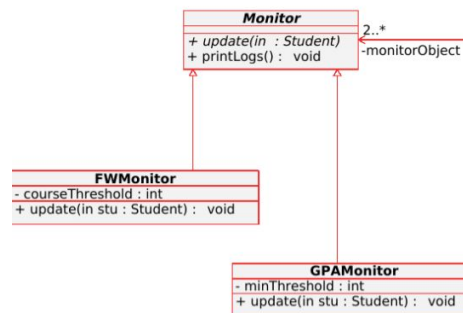 Monitor
+ update(in : Student)
+ printLogs() : void
2..*
-monitorObject
FWMonitor
- courseThreshold : int
+ update(in stu : Student) : void
GPAMonitor
- minThreshold : int
+ update(in stu : Student) : void